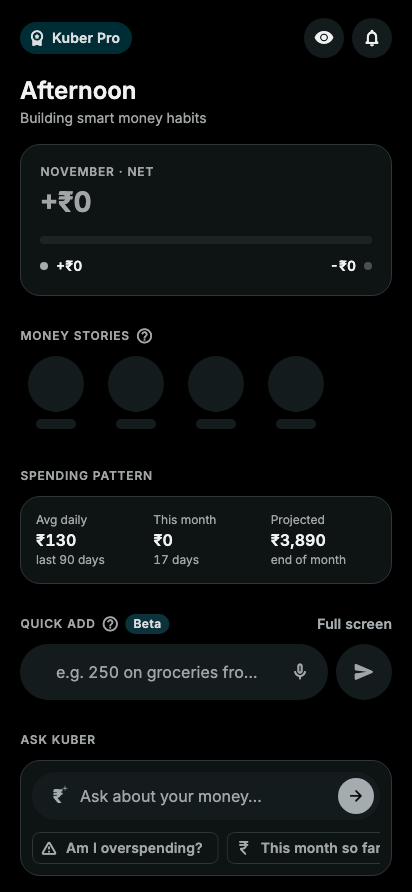 Kuber Pro
Afternoon
Building smart money habits
NOVEMBER · NET
+₹0
+₹0 -₹0
MONEY STORIES
SPENDING PATTERN
Avg daily This month Projected
₹130 ₹0 ₹3,890
last 90 days 17 days end of month
QUICK ADD Beta Full screen
e.g. 250 on groceries fro...
ASK KUBER
₹ Ask about your money...
Am I overspending? ₹ This month so far